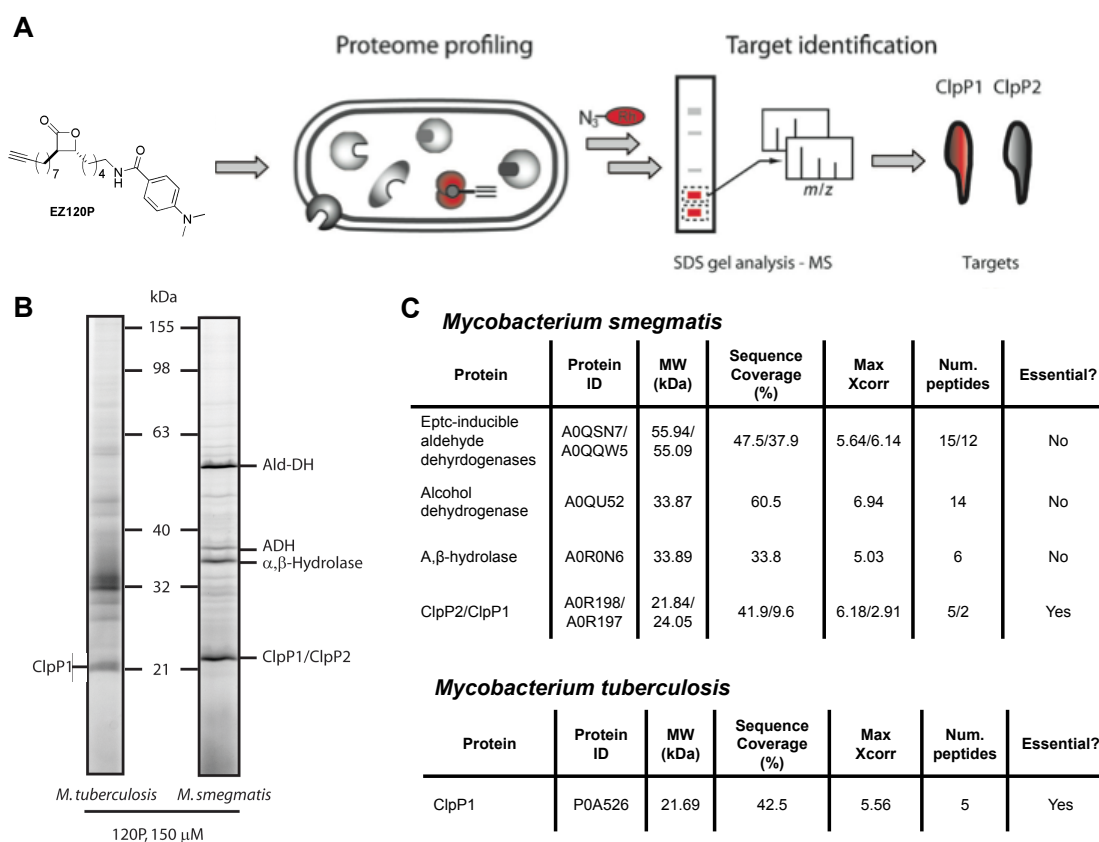 A
Proteome profiling
Target identification
ClpP1 ClpP2
N3 Rh
O
O
O
7
4
N
H
N
EZ120P
m/z
SDS gel analysis - MS
Targets
B
kDa
155
98
63
40
32
21
Ald-DH
ADH
α,β-Hydrolase
ClpP1/ClpP2
ClpP1
M. tuberculosis M. smegmatis
120P, 150 μM
C
Mycobacterium smegmatis
Protein Protein ID MW (kDa) Sequence Coverage (%) Max Xcorr Num. peptides Essential?
Eptc-inducible aldehyde dehyrdogenases A0QSN7/ A0QQW5 55.94/ 55.09 47.5/37.9 5.64/6.14 15/12 No
Alcohol dehydrogenase A0QU52 33.87 60.5 6.94 14 No
A,β-hydrolase A0R0N6 33.89 33.8 5.03 6 No
ClpP2/ClpP1 A0R198/ A0R197 21.84/ 24.05 41.9/9.6 6.18/2.91 5/2 Yes
Mycobacterium tuberculosis
Protein Protein ID MW (kDa) Sequence Coverage (%) Max Xcorr Num. peptides Essential?
ClpP1 P0A526 21.69 42.5 5.56 5 Yes